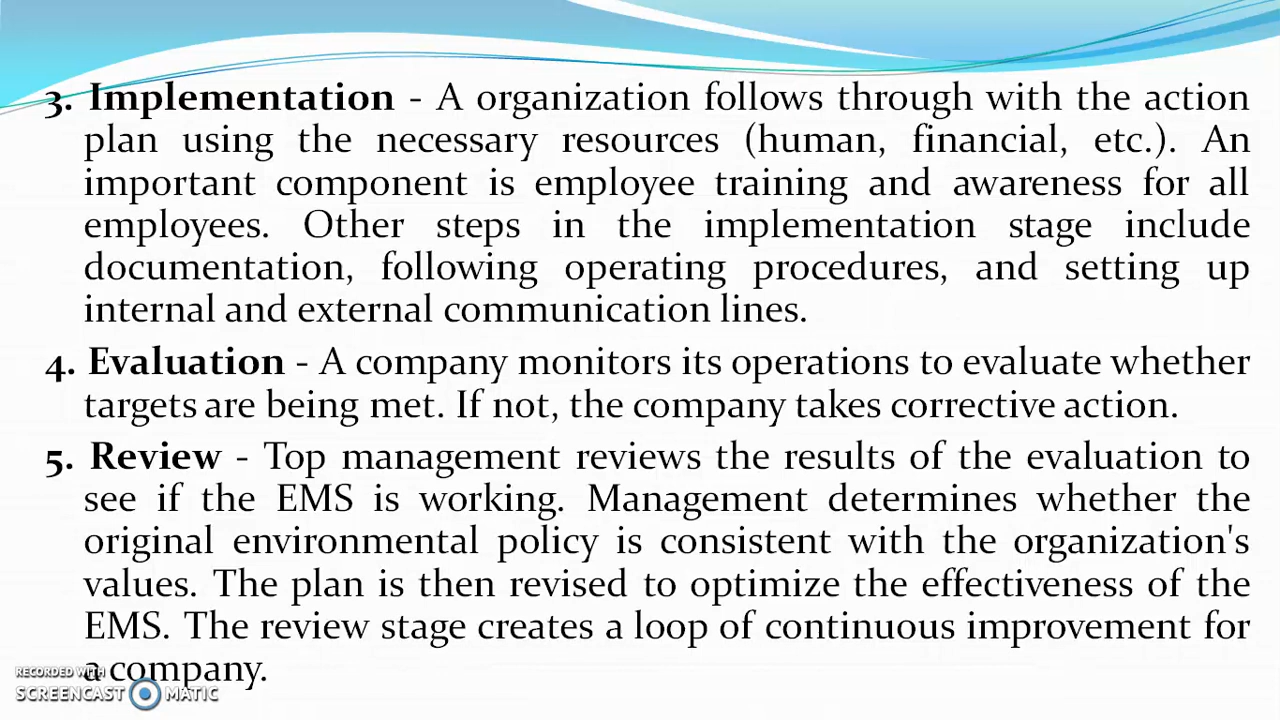 3. Implementation - A organization follows through with the action
plan using the necessary resources (human, financial, etc.). An
important component is employee training and awareness for all
employees. Other steps in the implementation stage include
documentation, following operating procedures, and setting up
internal and external communication lines.
4. Evaluation - A company monitors its operations to evaluate whether
targets are being met. If not, the company takes corrective action.
5. Review - Top management reviews the results of the evaluation to
see if the EMS is working. Management determines whether the
original environmental policy is consistent with the organization's
values. The plan is then revised to optimize the effectiveness of the
EMS. The review stage creates a loop of continuous improvement for
a company.
RECORDED WITH
SCREENCAST MATIC